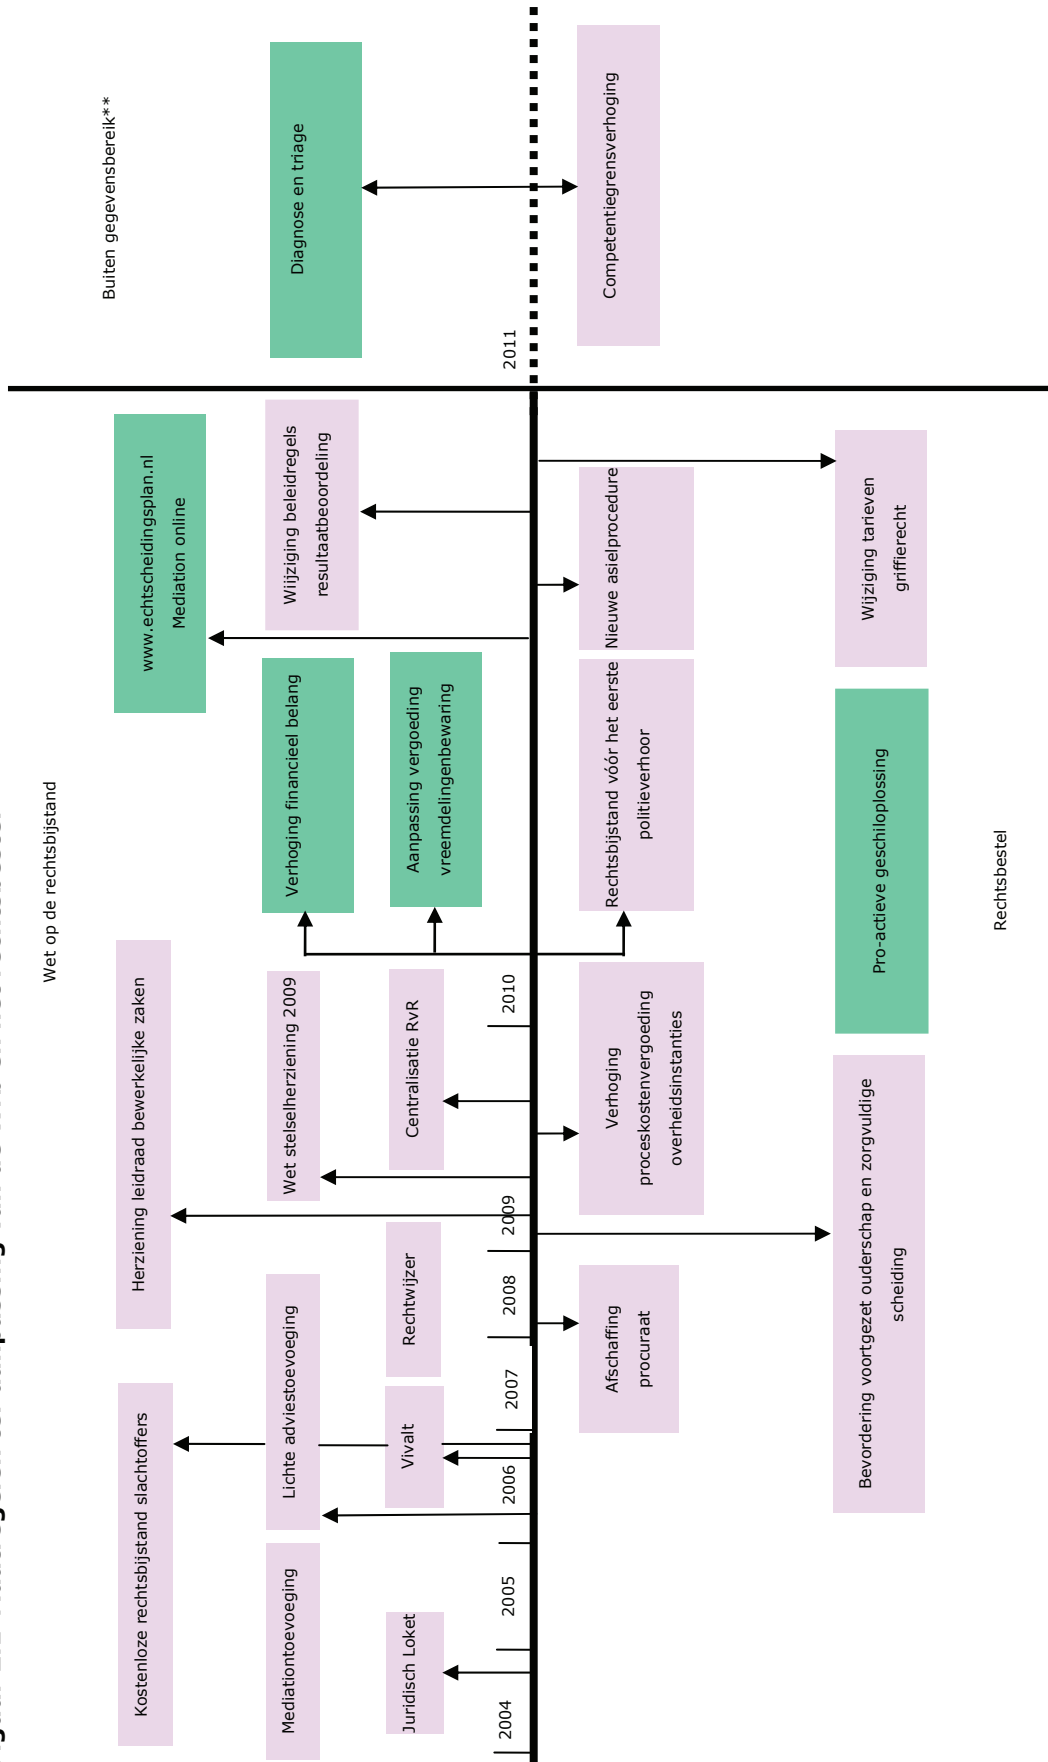 Wet op de rechtsbijstand
Buiten gegevensbereik**
Kostenloze rechtsbijstand slachtoffers
Herziening leidraad bewerkelijke zaken
www.echtscheidingsplan.nl
Mediation online
Mediationtoevoeging
Lichte adviestoevoeging
Wet stelselherziening 2009
Verhoging financieel belang
Wijziging beleidregels
resultaatbeoordeling
Diagnose en triage
Juridisch Loket
Vivalt
Rechtwijzer
Centralisatie RvR
Aanpassing vergoeding
vreemdelingenbewaring
2004
2005
2006
2007
2008
2009
2010
2011
Afschaffing
procuraat
Verhoging
proceskostenvergoeding
overheidsinstanties
Rechtsbijstand vóór het eerste
politieverhoor
Nieuwe asielprocedure
Competentiegrensverhoging
Bevordering voortgezet ouderschap en zorgvuldige
scheiding
Pro-actieve geschiloplossing
Wijziging tarieven
griffierecht
Rechtsbestel